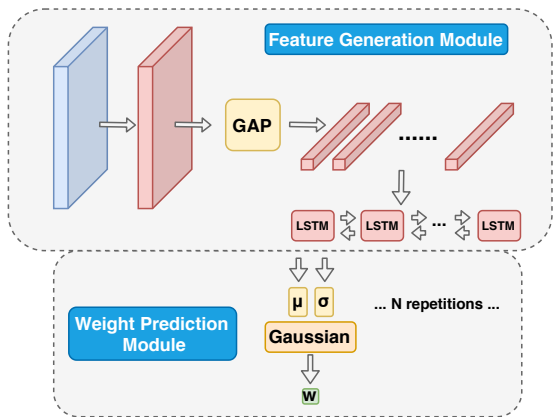 Feature Generation Module
GAP
......
LSTM
LSTM
...
LSTM
μ
σ
... N repetitions ...
Weight Prediction
Module
Gaussian
w